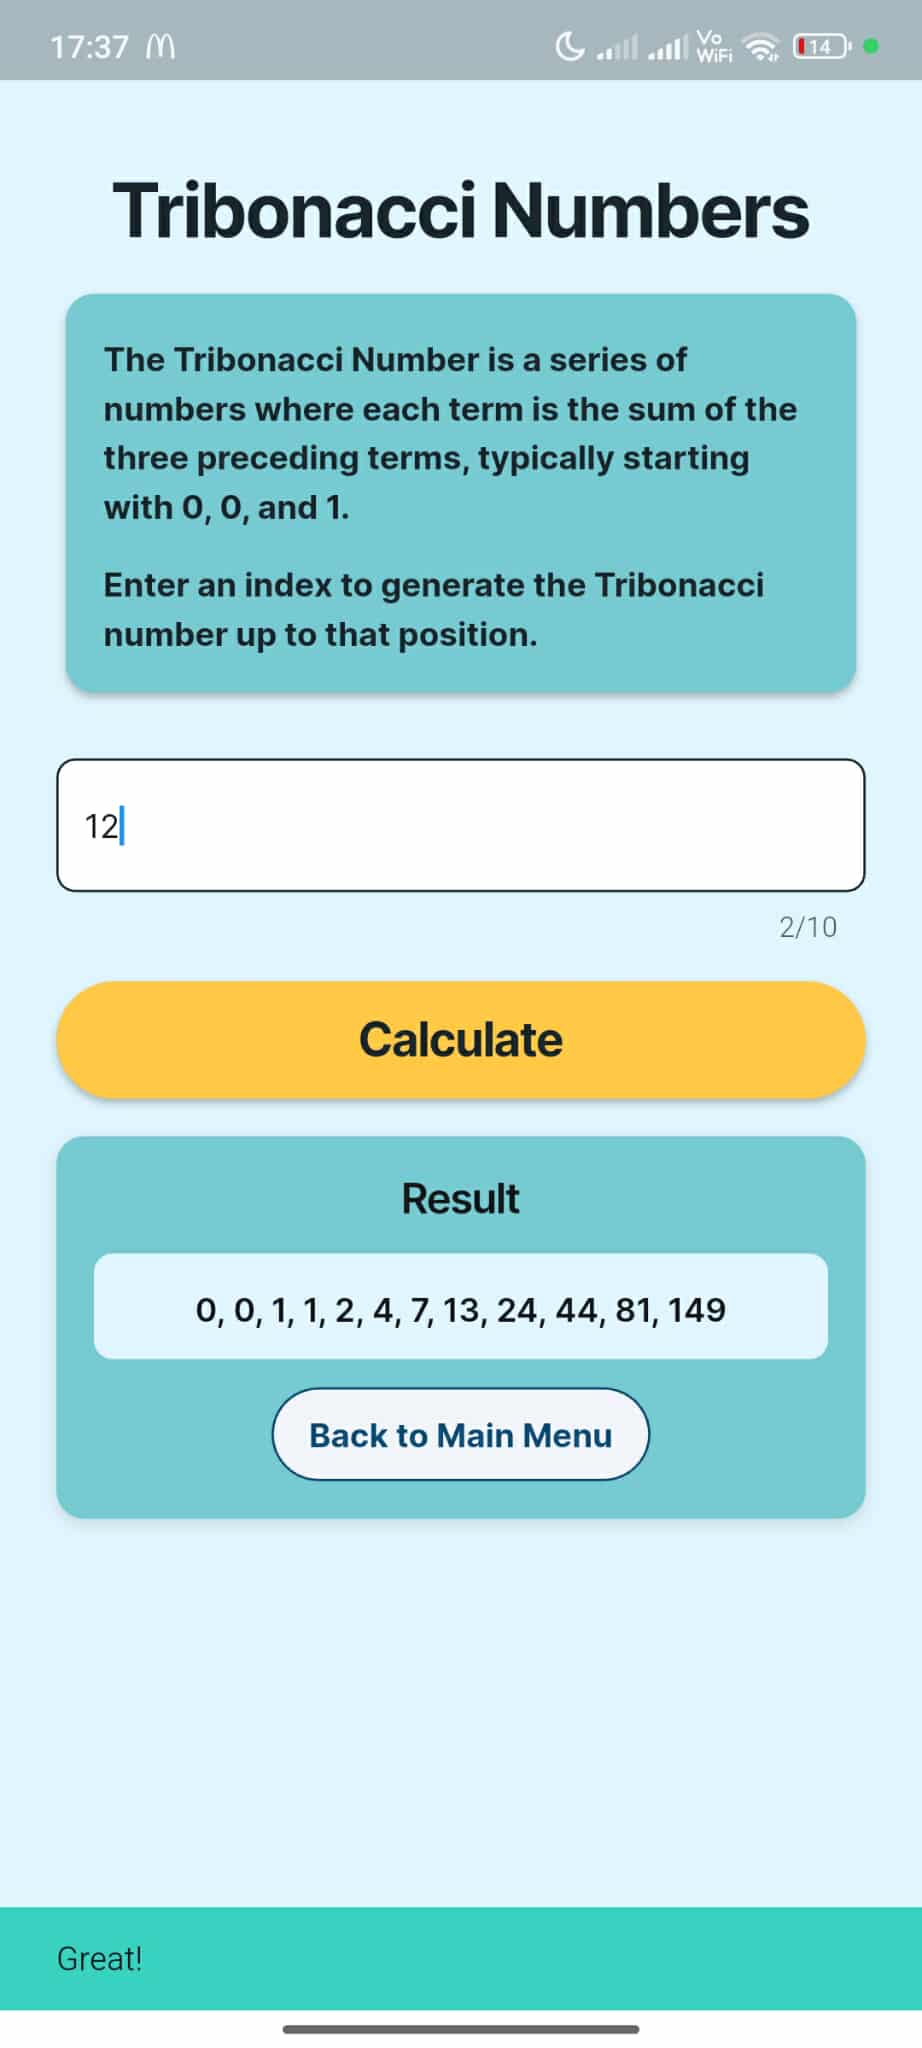 17:37
Vo
WiFi
14
Tribonacci Numbers
The Tribonacci Number is a series of
numbers where each term is the sum of the
three preceding terms, typically starting
with 0, 0, and 1.
Enter an index to generate the Tribonacci
number up to that position.
12
2/10
Calculate
Result
0, 0, 1, 1, 2, 4, 7, 13, 24, 44, 81, 149
Back to Main Menu
Great!